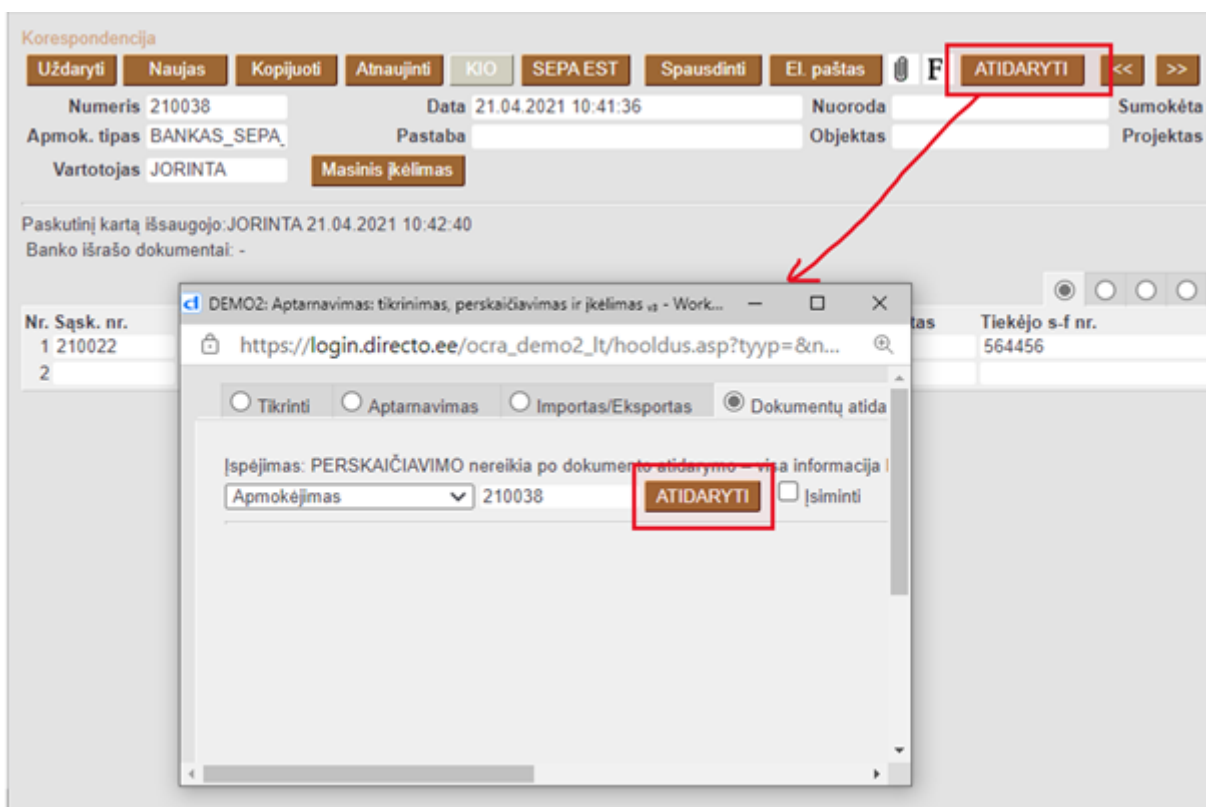 Korespondencija
Uždaryti Naujas Kopijuoti Atnaujinti KIO SEPA EST Spausdinti El. paštas F ATIDARYTI << >>
Numeris 210038 Data 21.04.2021 10:41:36 Nuoroda Sumokėta
Apmok. tipas BANKAS_SEPA_ Pastaba Objektas Projektas
Vartotojas JORINTA Masinis įkėlimas
Paskutinį kartą išsaugojo:JORINTA 21.04.2021 10:42:40
Banko išrašo dokumentai: -
Nr. Sąsk. nr. tas Tiekėjo s-f nr.
1 210022 564456
2
DEMO2: Aptarnavimas: tikrinimas, perskaičiavimas ir įkėlimas - Work...
https://login.directo.ee/ocra_demo2_lt/hooldus.asp?tyyp=&n...
Tikrinti Aptarnavimas Importas/Eksportas Dokumentų atida
Įspėjimas: PERSKAIČIAVIMO nereikia po dokumento atidarymo – visa informacija
Apmokėjimas 210038 ATIDARYTI Įsiminti